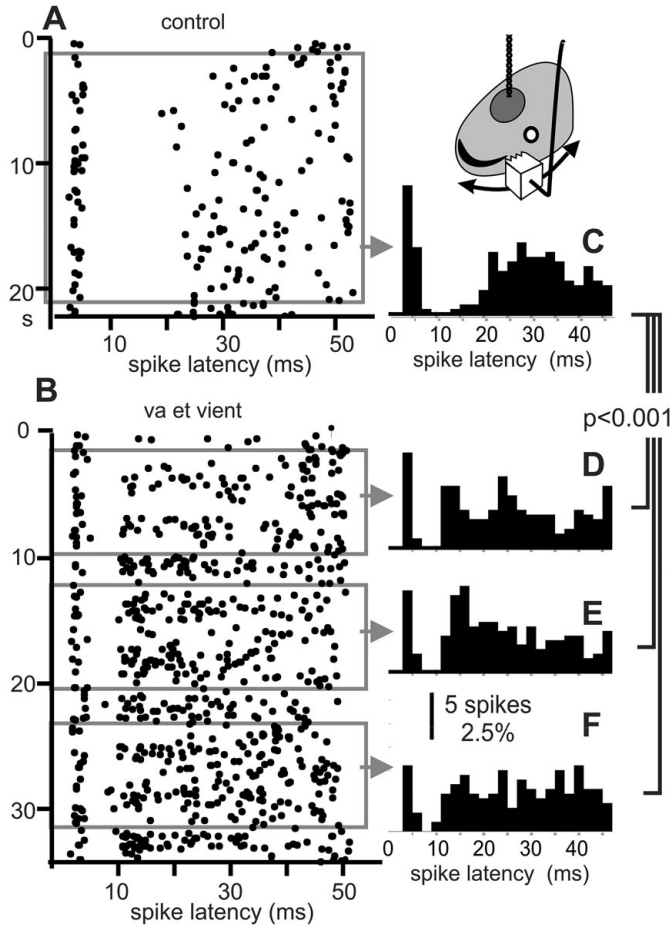 A
control
0
10
20
s
10 30 50
spike latency (ms)
C
0 10 20 30 40
spike latency (ms)
B
va et vient
0
10
20
30
10 30 50
spike latency (ms)
p<0.001
D
E
5 spikes
2.5%
F
0 10 20 30 40
spike latency (ms)